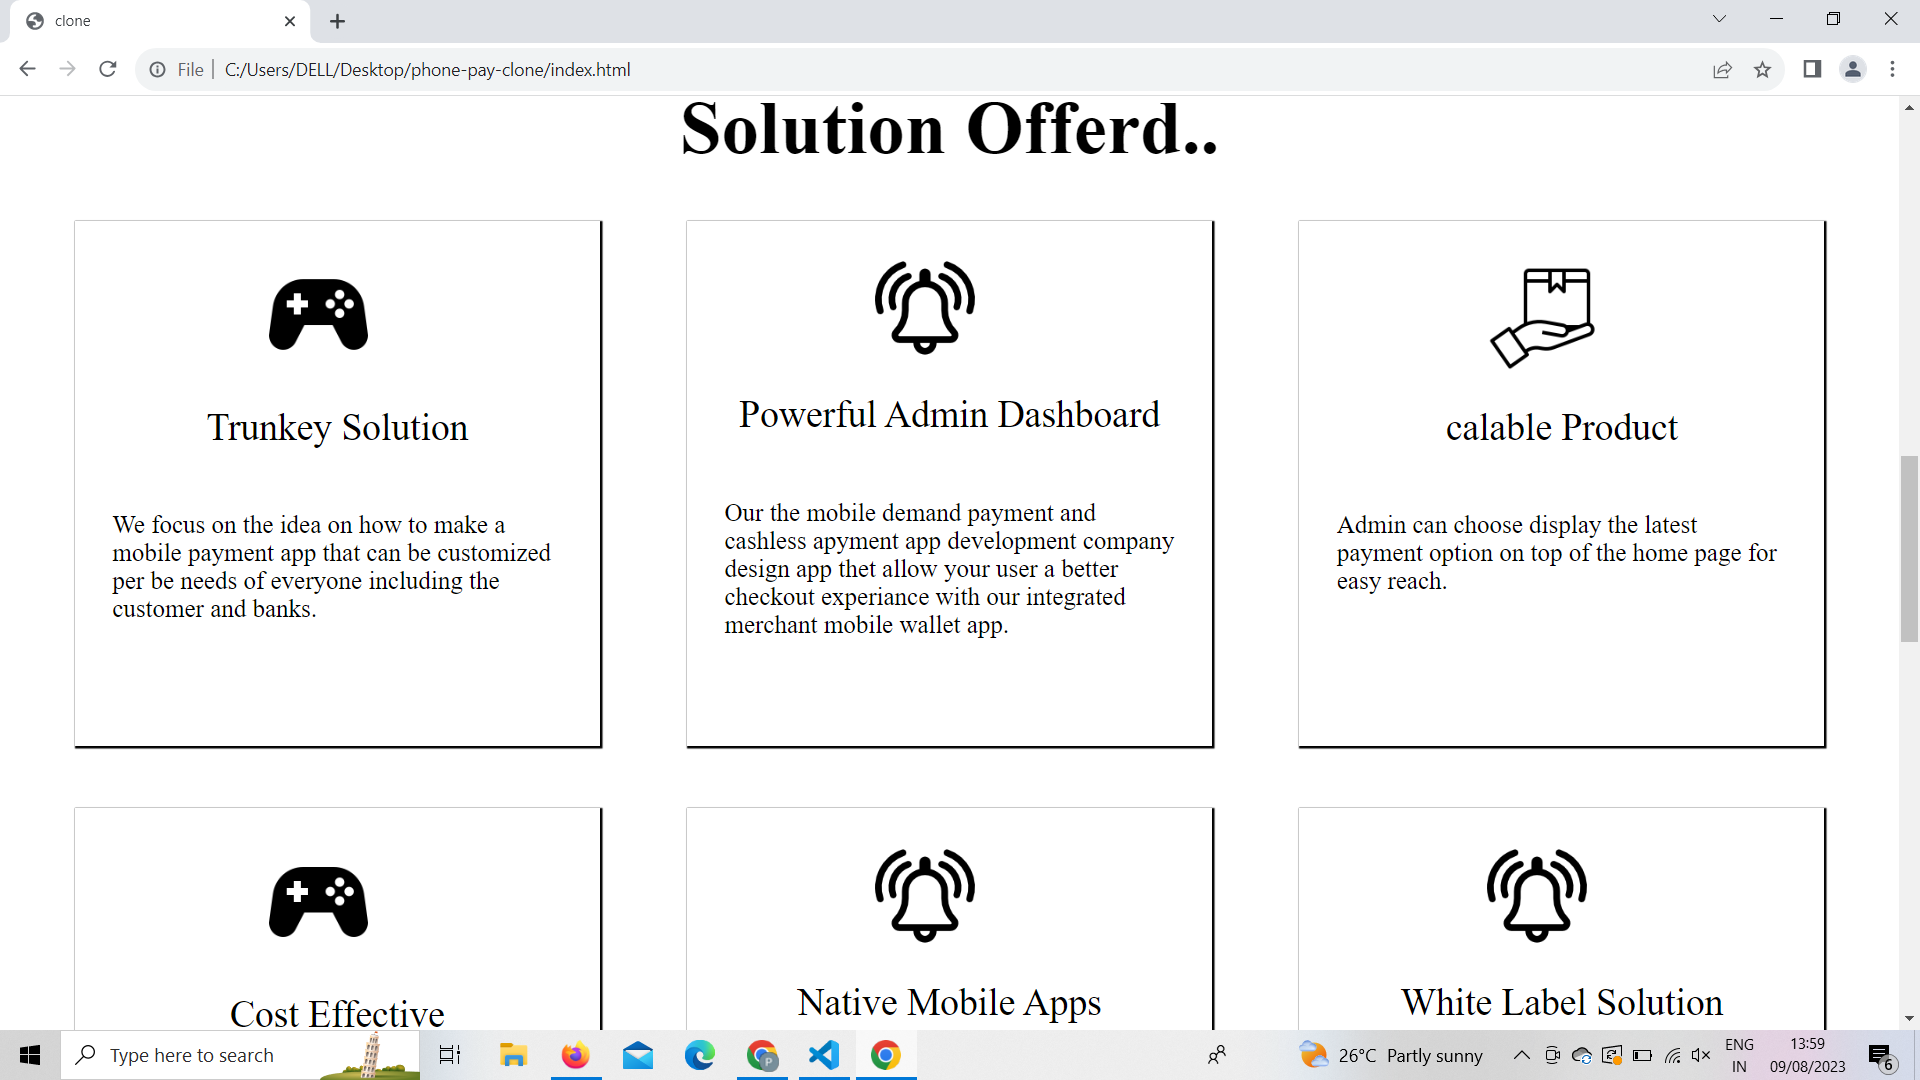 clone
File
C:/Users/DELL/Desktop/phone-pay-clone/index.html
Solution Offerd..
Trunkey Solution
We focus on the idea on how to make a
mobile payment app that can be customized
per be needs of everyone including the
customer and banks.
Powerful Admin Dashboard
Our the mobile demand payment and
cashless apyment app development company
design app thet allow your user a better
checkout experiance with our integrated
merchant mobile wallet app.
calable Product
Admin can choose display the latest
payment option on top of the home page for
easy reach.
Cost Effective
Native Mobile Apps
White Label Solution
Type here to search
P
26°C Partly sunny
ENG
IN
13:59
09/08/2023
6